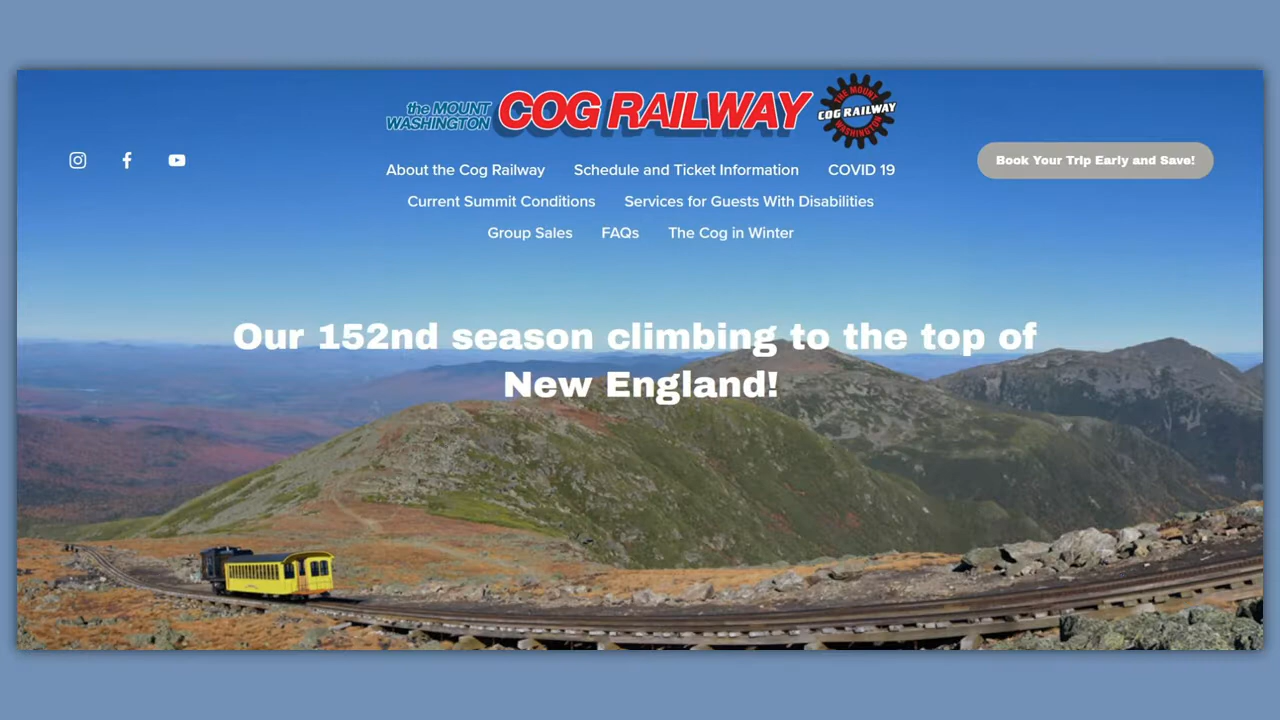 the MOUNT WASHINGTON COG RAILWAY
THE MOUNT
COG RAILWAY
WASHINGTON
Book Your Trip Early and Save!
About the Cog Railway Schedule and Ticket Information COVID 19
Current Summit Conditions Services for Guests With Disabilities
Group Sales FAQs The Cog in Winter
Our 152nd season climbing to the top of
New England!